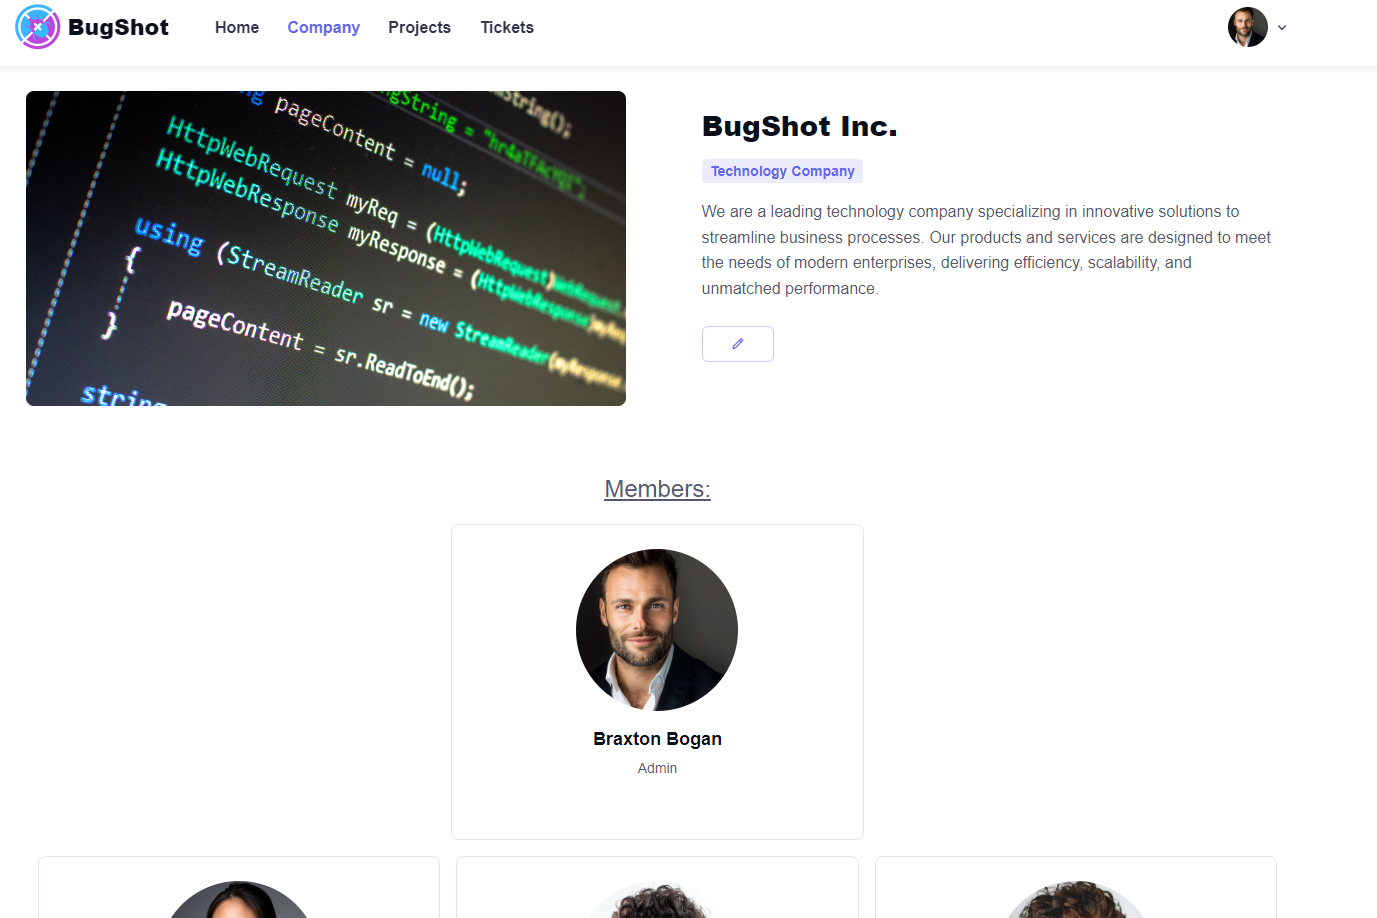 BugShot
Home
Company
Projects
Tickets
pageContent = null;
HttpWebRequest myReq = (HttpWebRequest)WebRequest.
HttpWebResponse myResponse = (HttpWebResponse)myReq
using (StreamReader sr = new StreamReader(myResponse.
{
pageContent = sr.ReadToEnd();
}
string
BugShot Inc.
Technology Company
We are a leading technology company specializing in innovative solutions to
streamline business processes. Our products and services are designed to meet
the needs of modern enterprises, delivering efficiency, scalability, and
unmatched performance.
Members:
Braxton Bogan
Admin